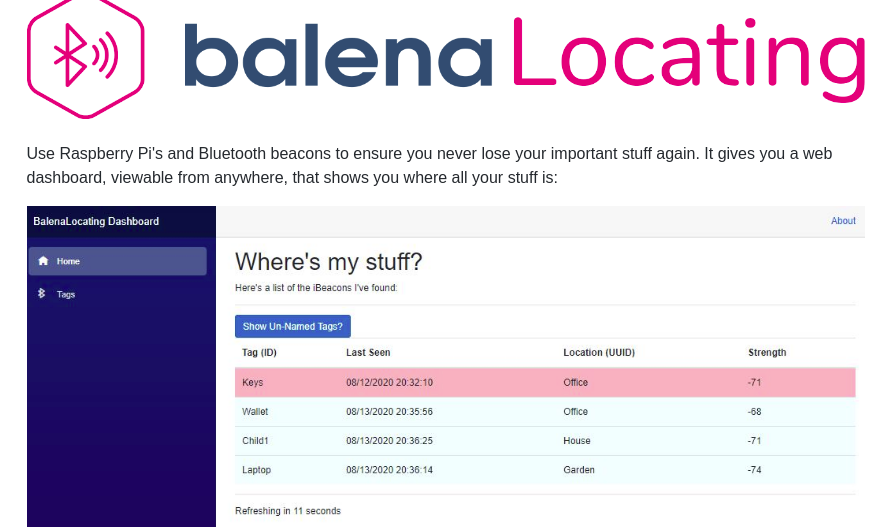 balenaLocating
Use Raspberry Pi's and Bluetooth beacons to ensure you never lose your important stuff again. It gives you a web
dashboard, viewable from anywhere, that shows you where all your stuff is:
BalenaLocating Dashboard
About
Home
Tags
Where's my stuff?
Here's a list of the iBeacons I've found:
Show Un-Named Tags?
Tag (ID) Last Seen Location (UUID) Strength
Keys 08/12/2020 20:32:10 Office -71
Wallet 08/13/2020 20:35:56 Office -68
Child1 08/13/2020 20:36:25 House -71
Laptop 08/13/2020 20:36:14 Garden -74
Refreshing in 11 seconds